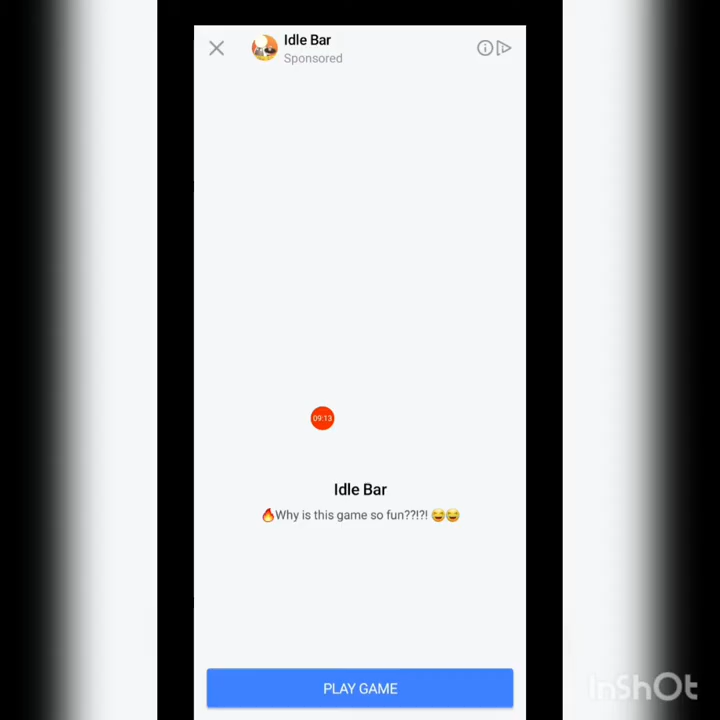 Idle Bar
Sponsored
09:13
Idle Bar
🔥Why is this game so fun??!?! 😂😂
PLAY GAME
InShOt